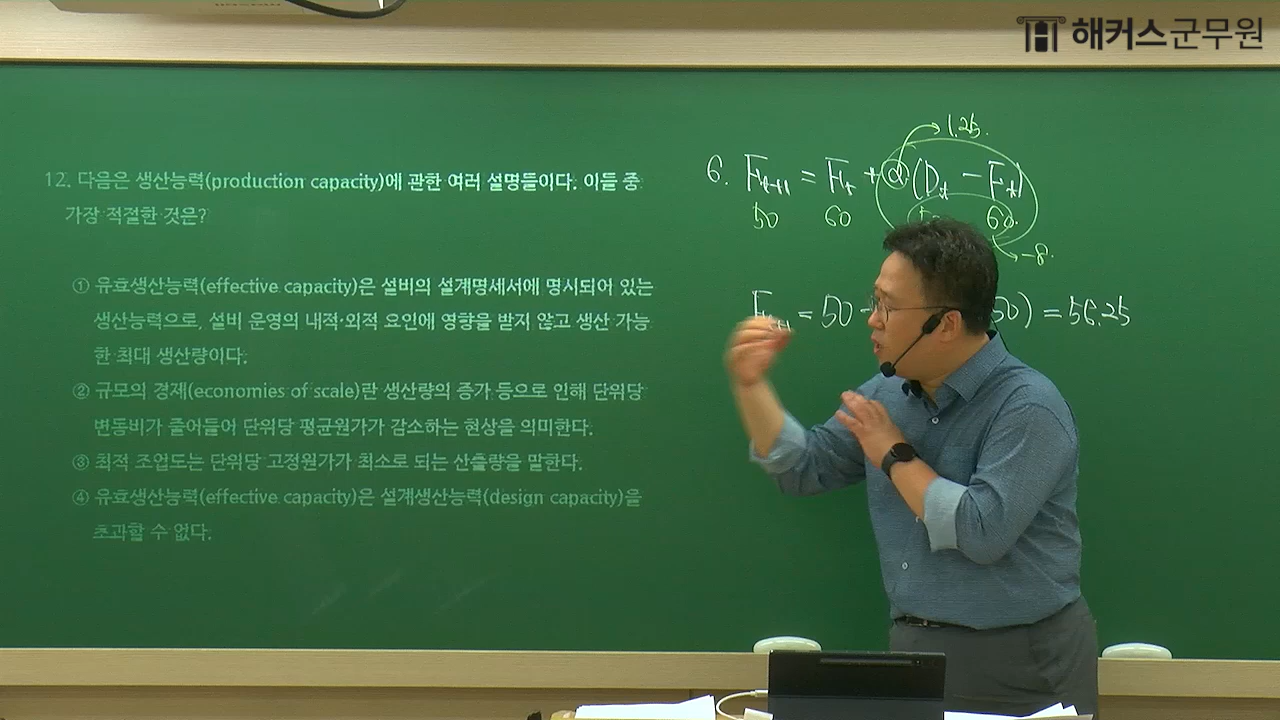 해커스군무원
12. 다음은 생산능력(production capacity)에 관한 여러 설명들이다. 이들 중
가장 적절한 것은?
① 유효생산능력(effective capacity)은 설비의 설계명세서에 명시되어 있는
생산능력으로, 설비 운영의 내적·외적 요인에 영향을 받지 않고 생산 가능
한 최대 생산량이다.
② 규모의 경제(economies of scale)란 생산량의 증가 등으로 인해 단위당
변동비가 줄어들어 단위당 평균원가가 감소하는 현상을 의미한다.
③ 최적 조업도는 단위당 고정원가가 최소로 되는 산출량을 말한다.
④ 유효생산능력(effective capacity)은 설계생산능력(design capacity)을
초과할 수 없다.
1.25.
6. Ft+1 = Ft + α(Dt - Ft)
50 60 60
-8.
= 50 50) = 56.25